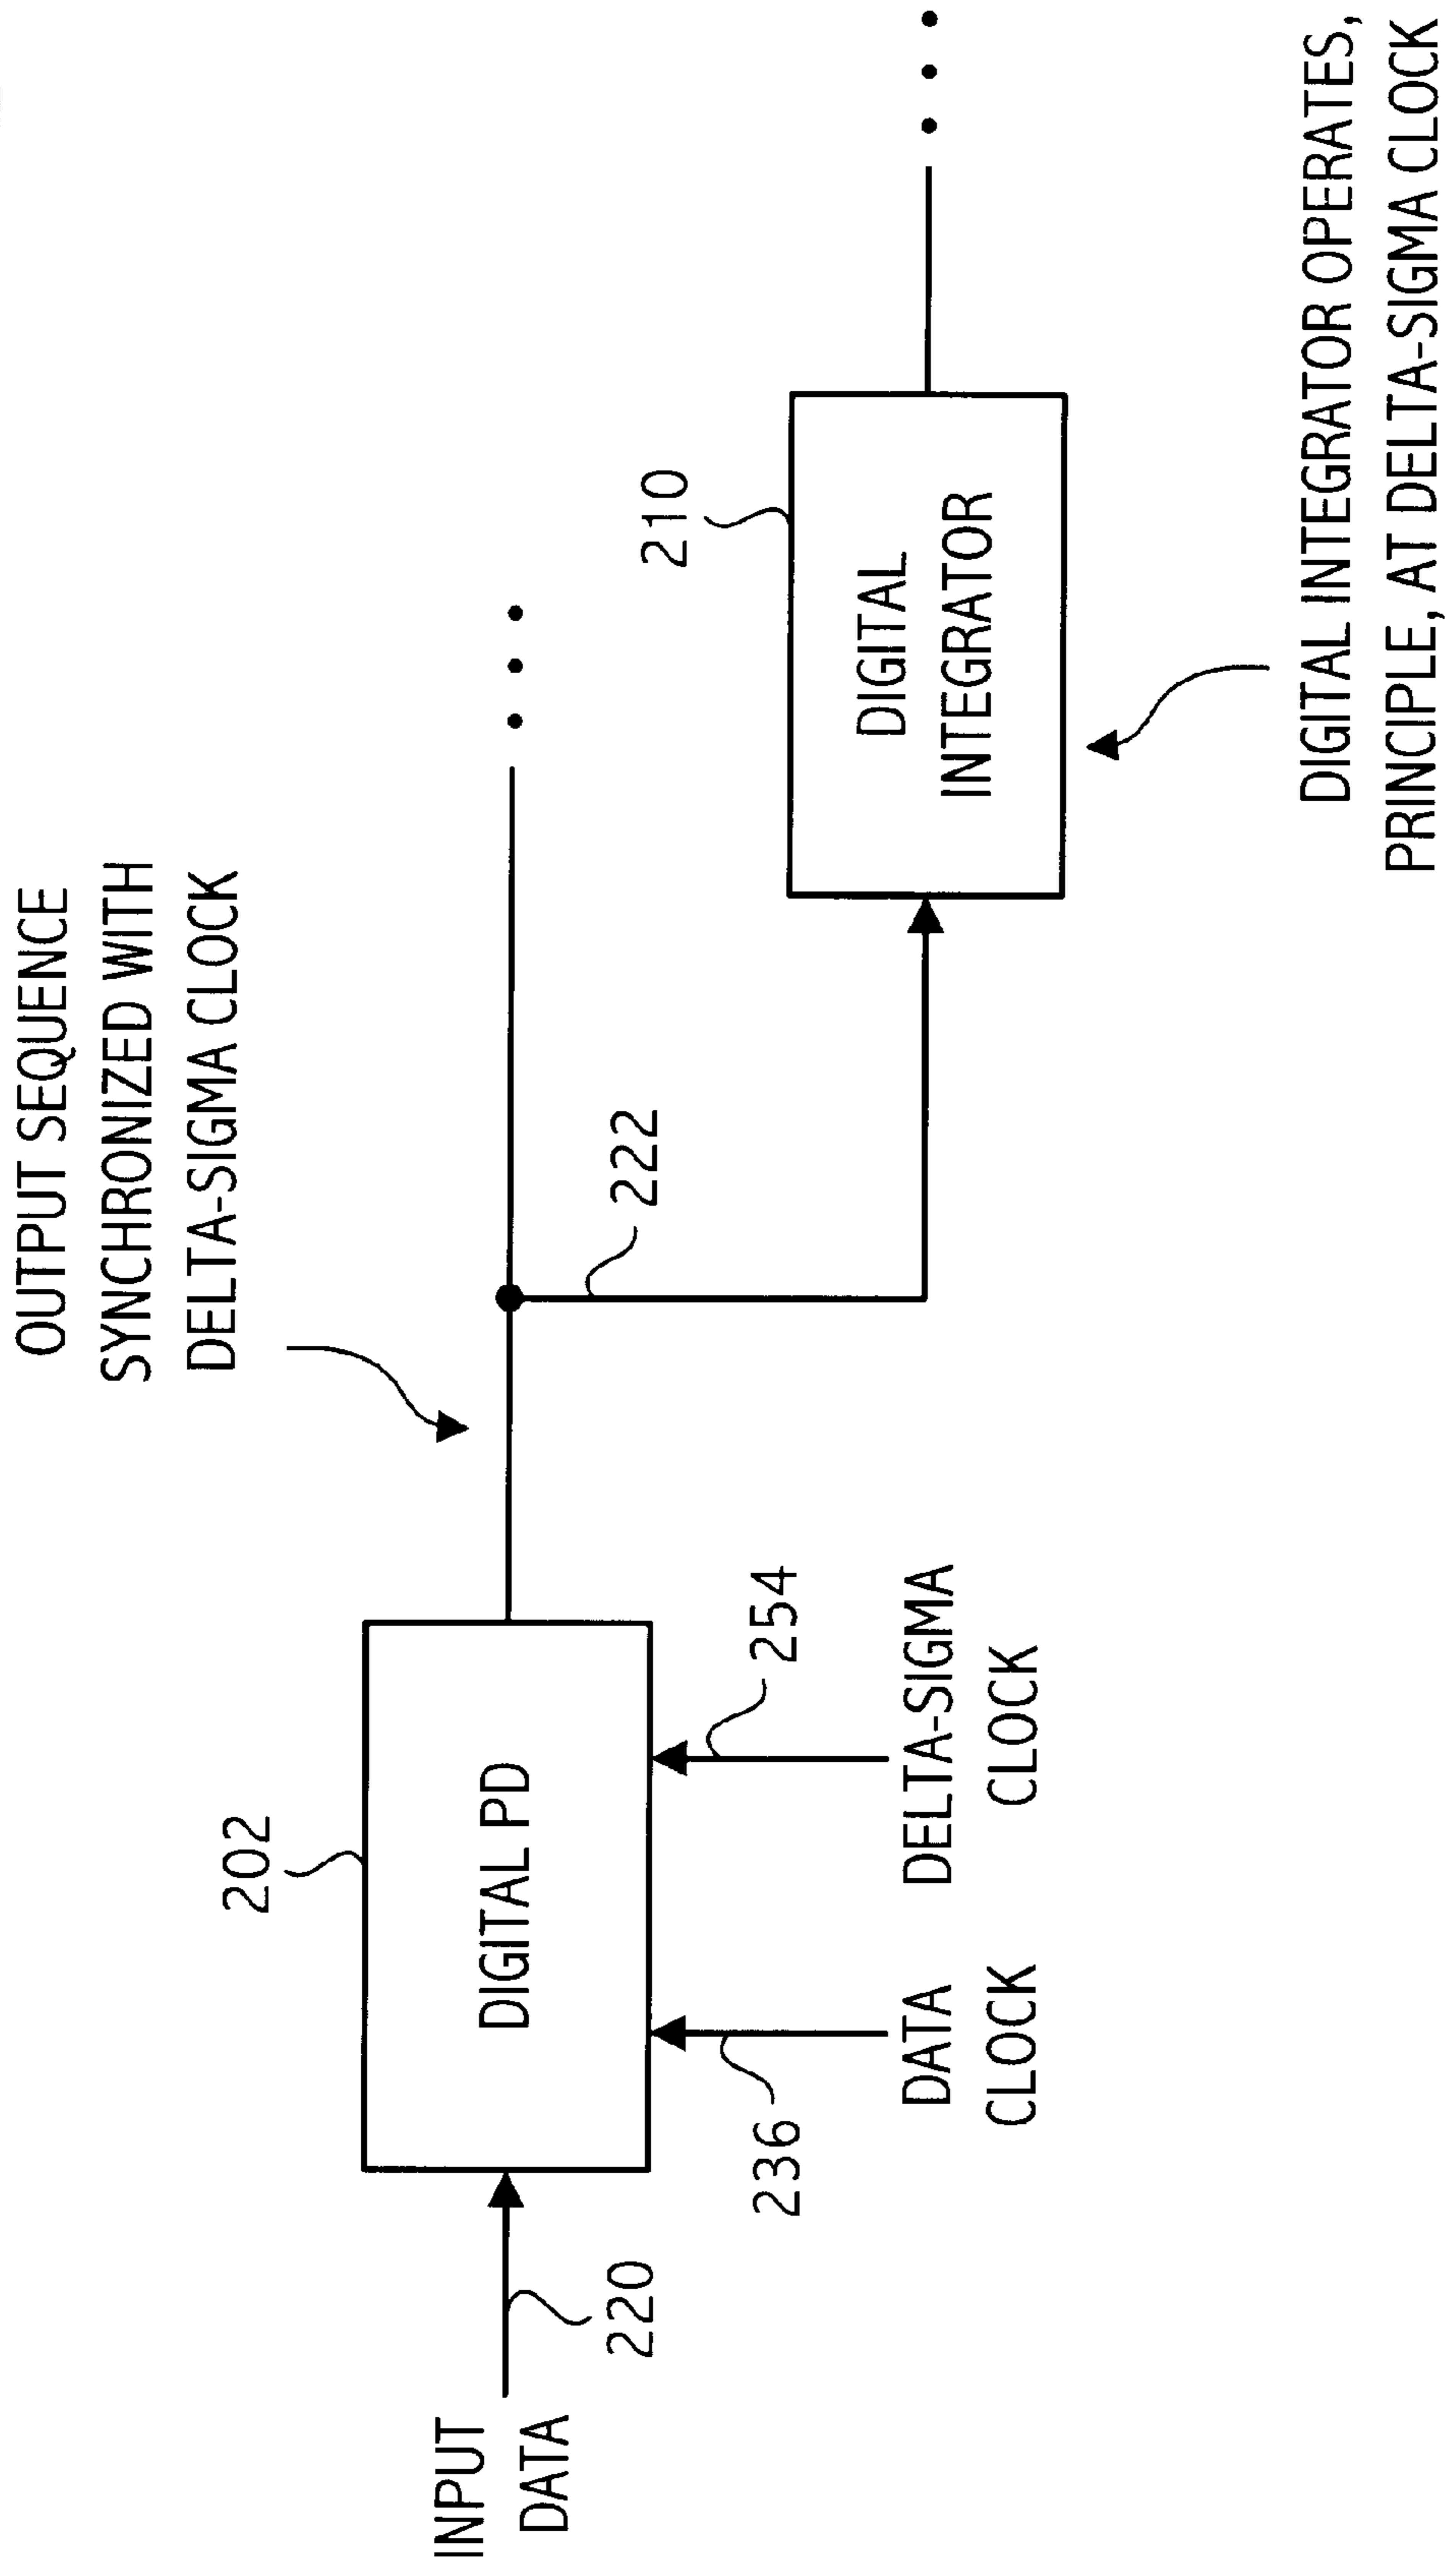 OUTPUT SEQUENCE
SYNCHRONIZED WITH
DELTA-SIGMA CLOCK
202
DIGITAL PD
INPUT
DATA
220
236
254
DATA
CLOCK
DELTA-SIGMA
CLOCK
222
210
DIGITAL
INTEGRATOR
DIGITAL INTEGRATOR OPERATES,
PRINCIPLE, AT DELTA-SIGMA CLOCK